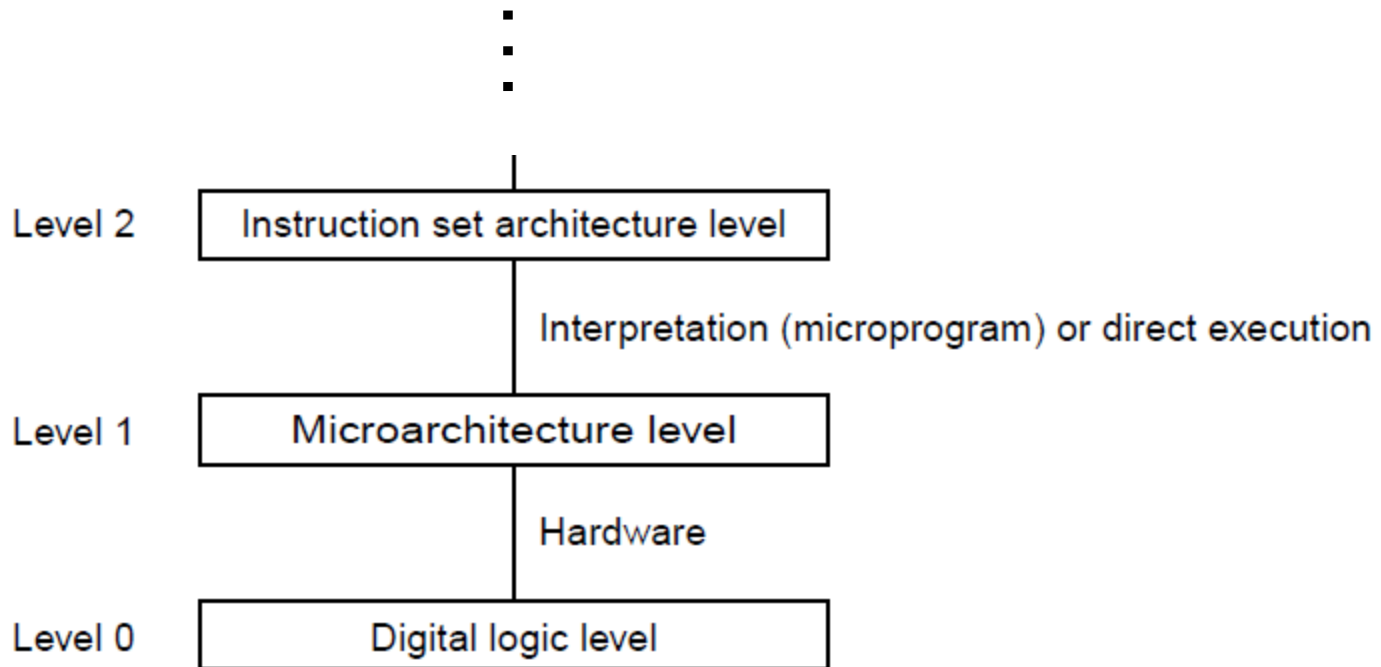 Level 2
Instruction set architecture level
Interpretation (microprogram) or direct execution
Level 1
Microarchitecture level
Hardware
Level 0
Digital logic level